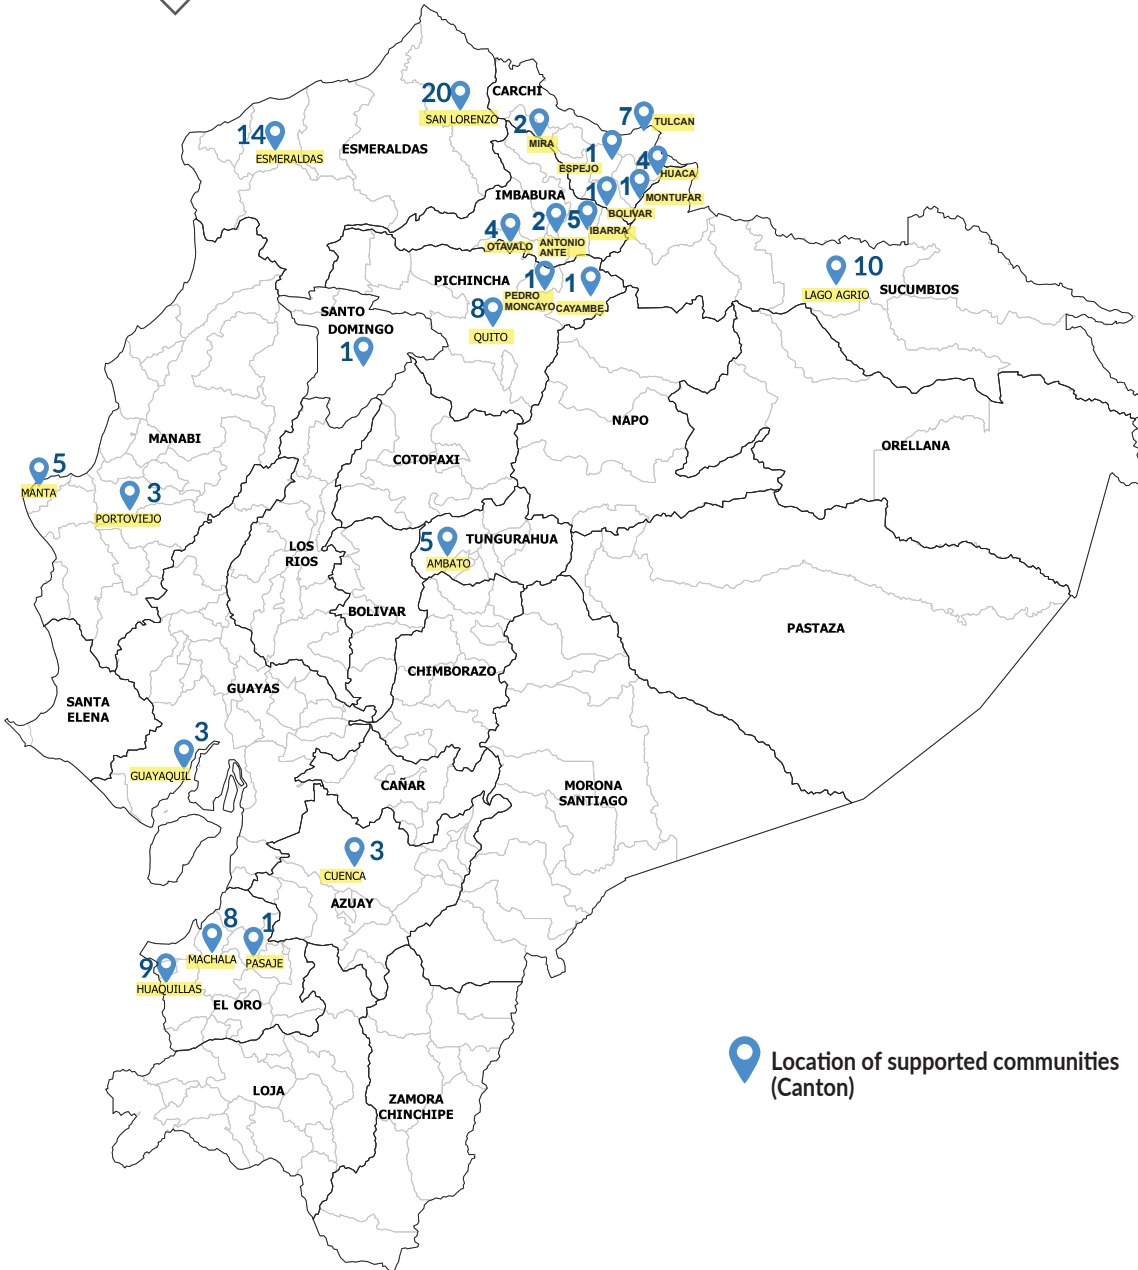 20
CARCHI
SAN LORENZO
7
TULCAN
2
MIRA
14
ESMERALDAS
ESMERALDAS
1
ESPEJO
4
HUACA
IMBABURA
1
BOLIVAR
1
MONTUFAR
4
OTAVALO
2
ANTONIO
ANTE
5
IBARRA
PICHINCHA
1
PEDRO
MONCAYO
1
CAYAMBE
10
LAGO AGRIO
SUCUMBIOS
SANTO
DOMINGO
1
8
QUITO
NAPO
MANABI
COTOPAXI
ORELLANA
5
MANTA
3
PORTOVIEJO
LOS
RIOS
5
AMBATO
TUNGURAHUA
BOLIVAR
PASTAZA
CHIMBORAZO
GUAYAS
SANTA
ELENA
3
GUAYAQUIL
CAÑAR
MORONA
SANTIAGO
3
CUENCA
AZUAY
8
MACHALA
1
PASAJE
9
HUAQUILLAS
EL ORO
LOJA
ZAMORA
CHINCHIPE
Location of supported communities
(Canton)